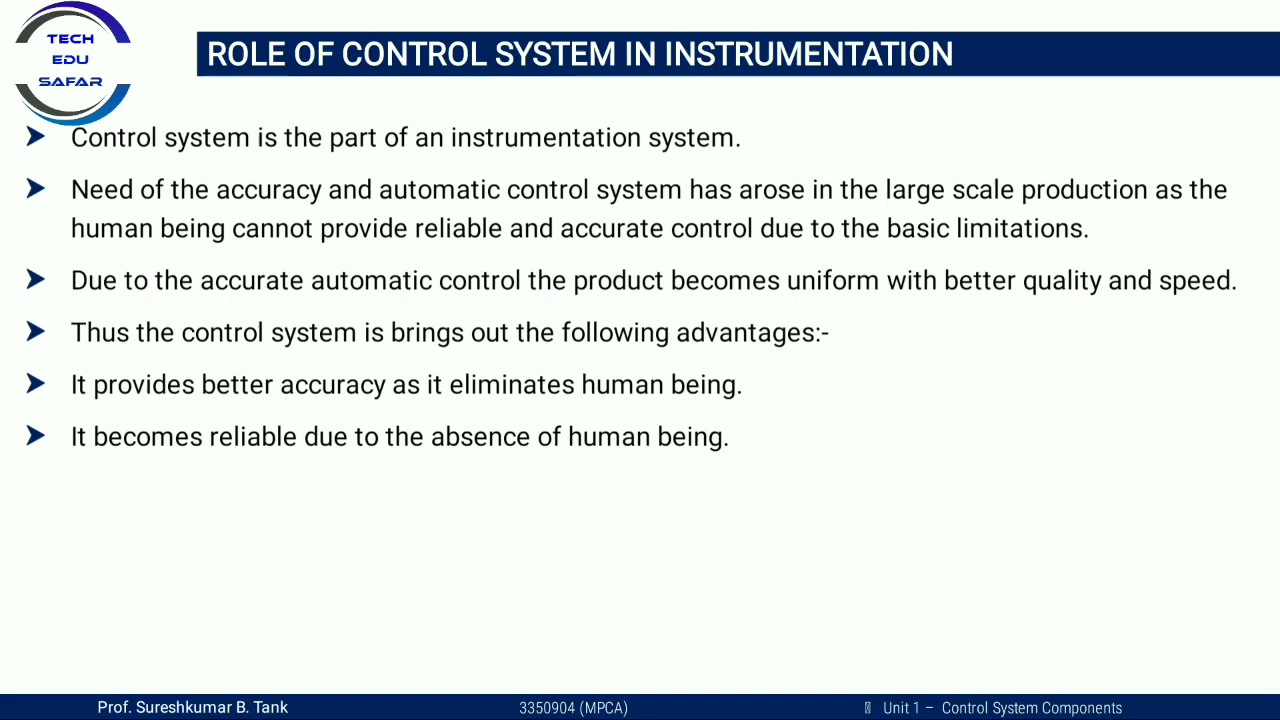 TECH
EDU
SAFAR
ROLE OF CONTROL SYSTEM IN INSTRUMENTATION
Control system is the part of an instrumentation system.
Need of the accuracy and automatic control system has arose in the large scale production as the
human being cannot provide reliable and accurate control due to the basic limitations.
Due to the accurate automatic control the product becomes uniform with better quality and speed.
Thus the control system is brings out the following advantages:-
It provides better accuracy as it eliminates human being.
It becomes reliable due to the absence of human being.
Prof. Sureshkumar B. Tank
3350904 (MPCA)
Unit 1 – Control System Components